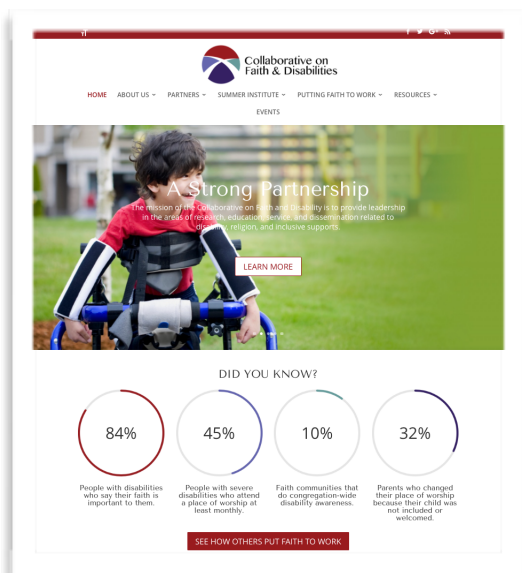 Collaborative on
Faith & Disabilities
HOME ABOUT US PARTNERS SUMMER INSTITUTE PUTTING FAITH TO WORK RESOURCES
EVENTS
A Strong Partnership
The mission of the Collaborative on Faith and Disability is to provide leadership
in the areas of research, education, service, and dissemination related to
disability, religion, and inclusive supports.
LEARN MORE
DID YOU KNOW?
84% 45% 10% 32%
People with disabilities
who say their faith is
important to them.
People with severe
disabilities who attend
a place of worship at
least monthly.
Faith communities that
do congregation-wide
disability awareness.
Parents who changed
their place of worship
because their child was
not included or
welcomed.
SEE HOW OTHERS PUT FAITH TO WORK